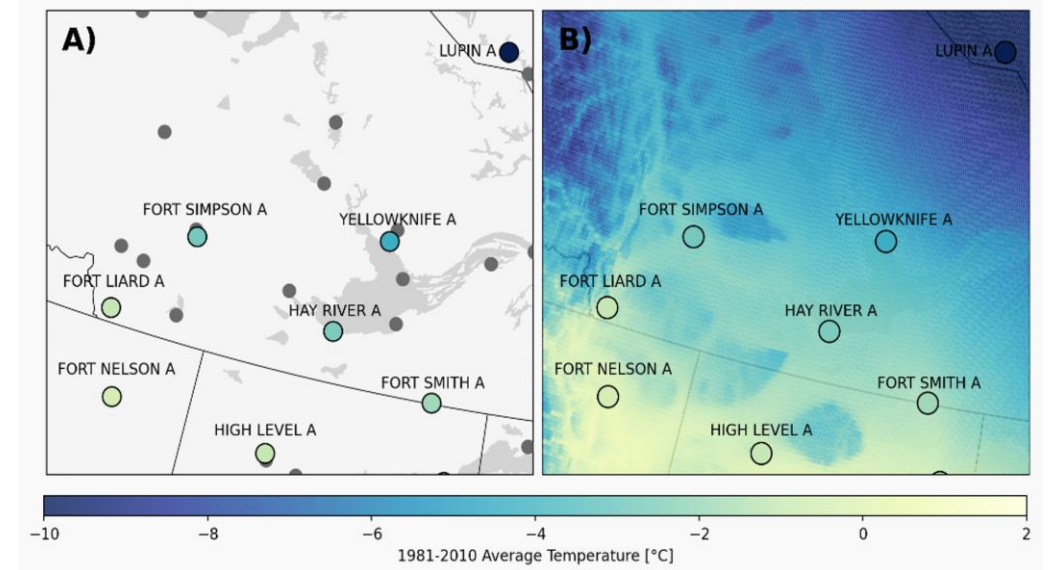 A)
LUPIN A
FORT SIMPSON A
YELLOWKNIFE A
FORT LIARD A
HAY RIVER A
FORT NELSON A
FORT SMITH A
HIGH LEVEL A
B)
LUPIN A
FORT SIMPSON A
YELLOWKNIFE A
FORT LIARD A
HAY RIVER A
FORT NELSON A
FORT SMITH A
HIGH LEVEL A
−10 −8 −6 −4 −2 0 2
1981-2010 Average Temperature [°C]